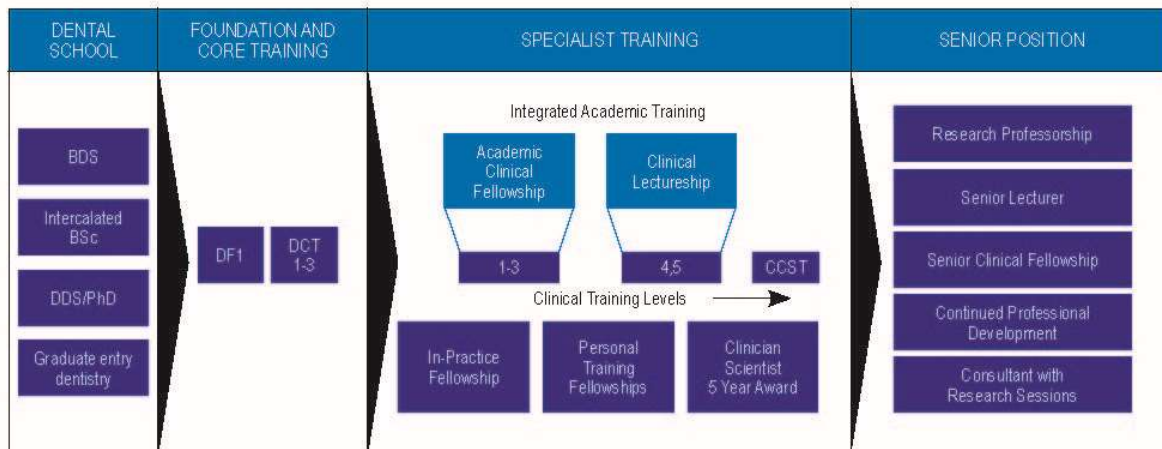 DENTAL
SCHOOL
FOUNDATION AND
CORE TRAINING
SPECIALIST TRAINING
SENIOR POSITION
BDS
Intercalated
BSc
DDS/PhD
Graduate entry
dentistry
DF1
DCT
1-3
Integrated Academic Training
Academic
Clinical
Fellowship
Clinical
Lectureship
1-3
4,5
CCST
Clinical Training Levels
In-Practice
Fellowship
Personal
Training
Fellowships
Clinician
Scientist
5 Year Award
Research Professorship
Senior Lecturer
Senior Clinical Fellowship
Continued Professional
Development
Consultant with
Research Sessions